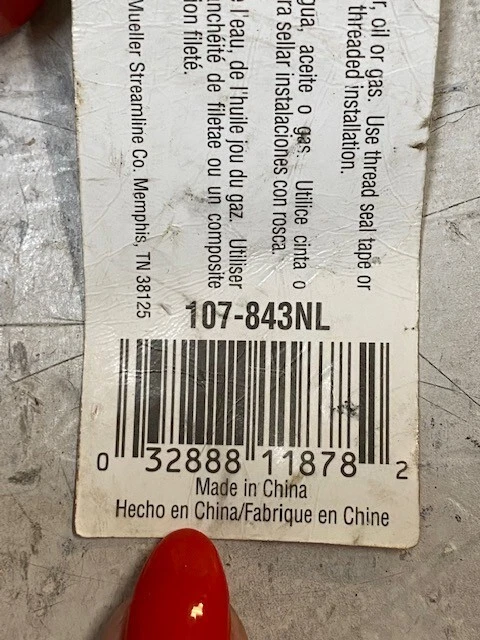 r, oil or gas. Use thread seal tape or
threaded installation.
gua, aceite o gas. Utilice cinta o
ra sellar instalaciones con rosca.
e l'eau, de l'huile jou du gaz. Utiliser
anchéité de filetae ou un composite
ion fileté.
Mueller Streamline Co. Memphis, TN 38125
107-843NL
0 32888 11878 2
Made in China
Hecho en China/Fabrique en Chine